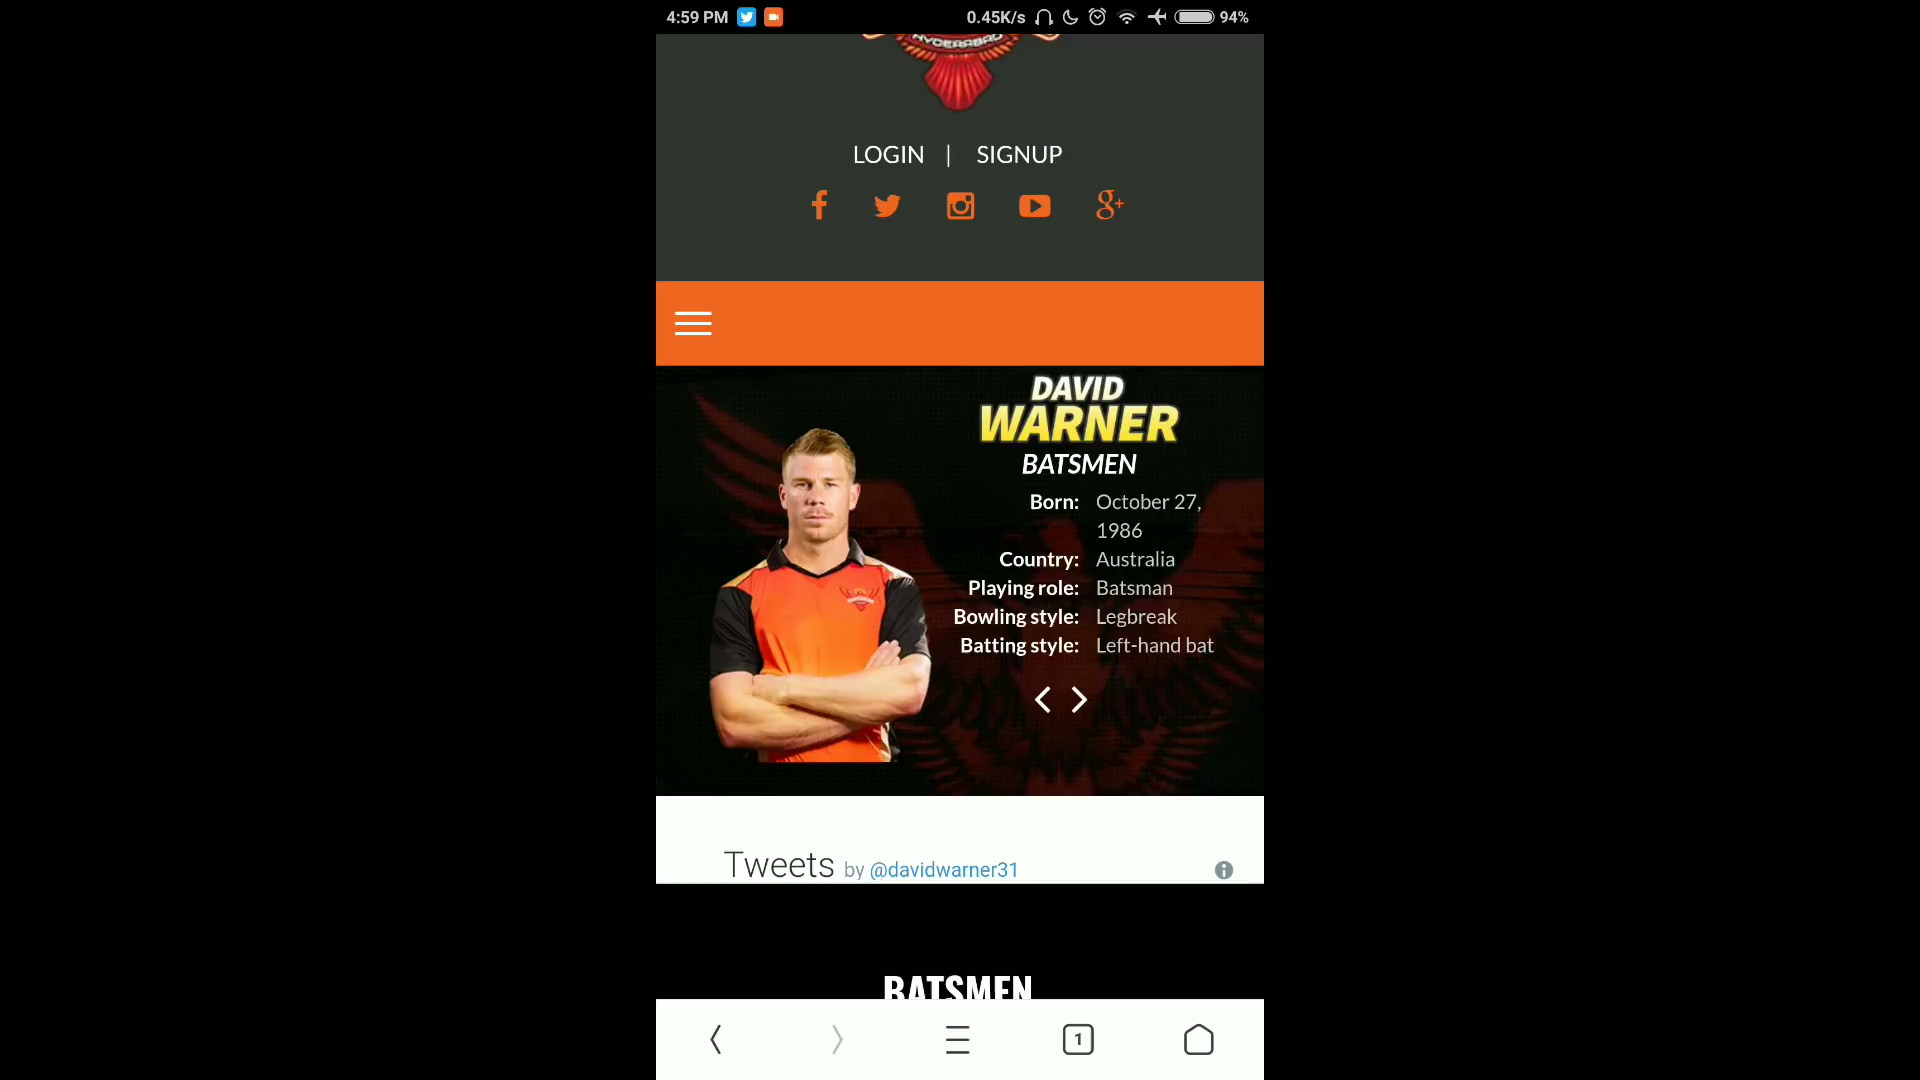 4:59 PM 0.45K/s 94%
HYDERABAD
LOGIN | SIGNUP
DAVID
WARNER
BATSMEN
Born: October 27,
1986
Country: Australia
Playing role: Batsman
Bowling style: Legbreak
Batting style: Left-hand bat
Tweets by @davidwarner31
BATSMEN
1